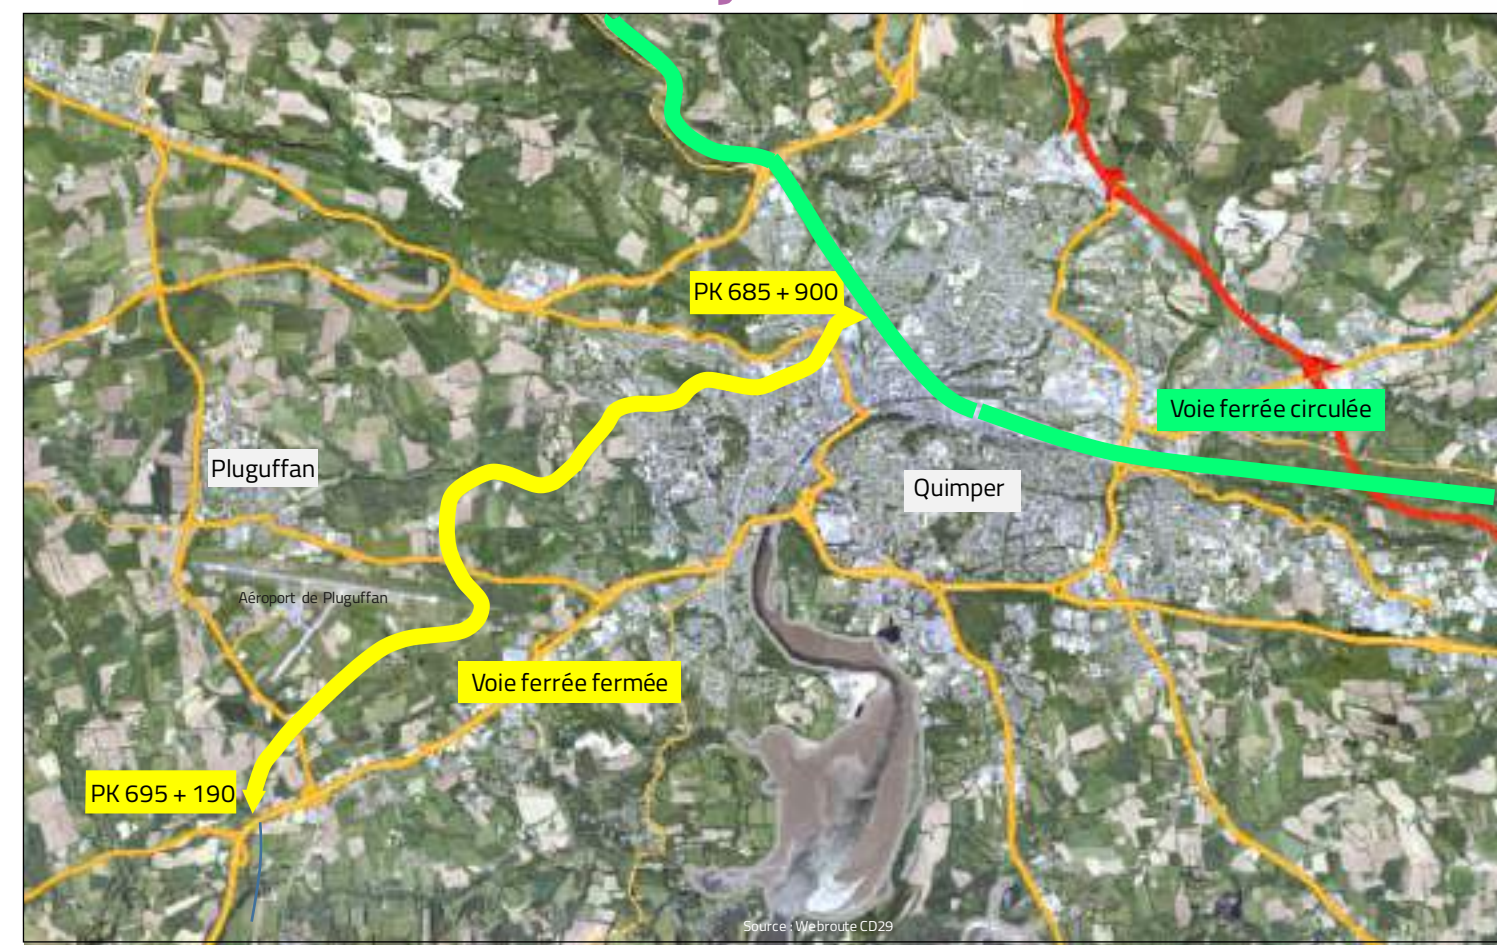 PK 685 + 900
Voie ferrée circulée
Pluguffan
Quimper
Aéroport de Pluguffan
Voie ferrée fermée
PK 695 + 190
Source : Webroute CD29